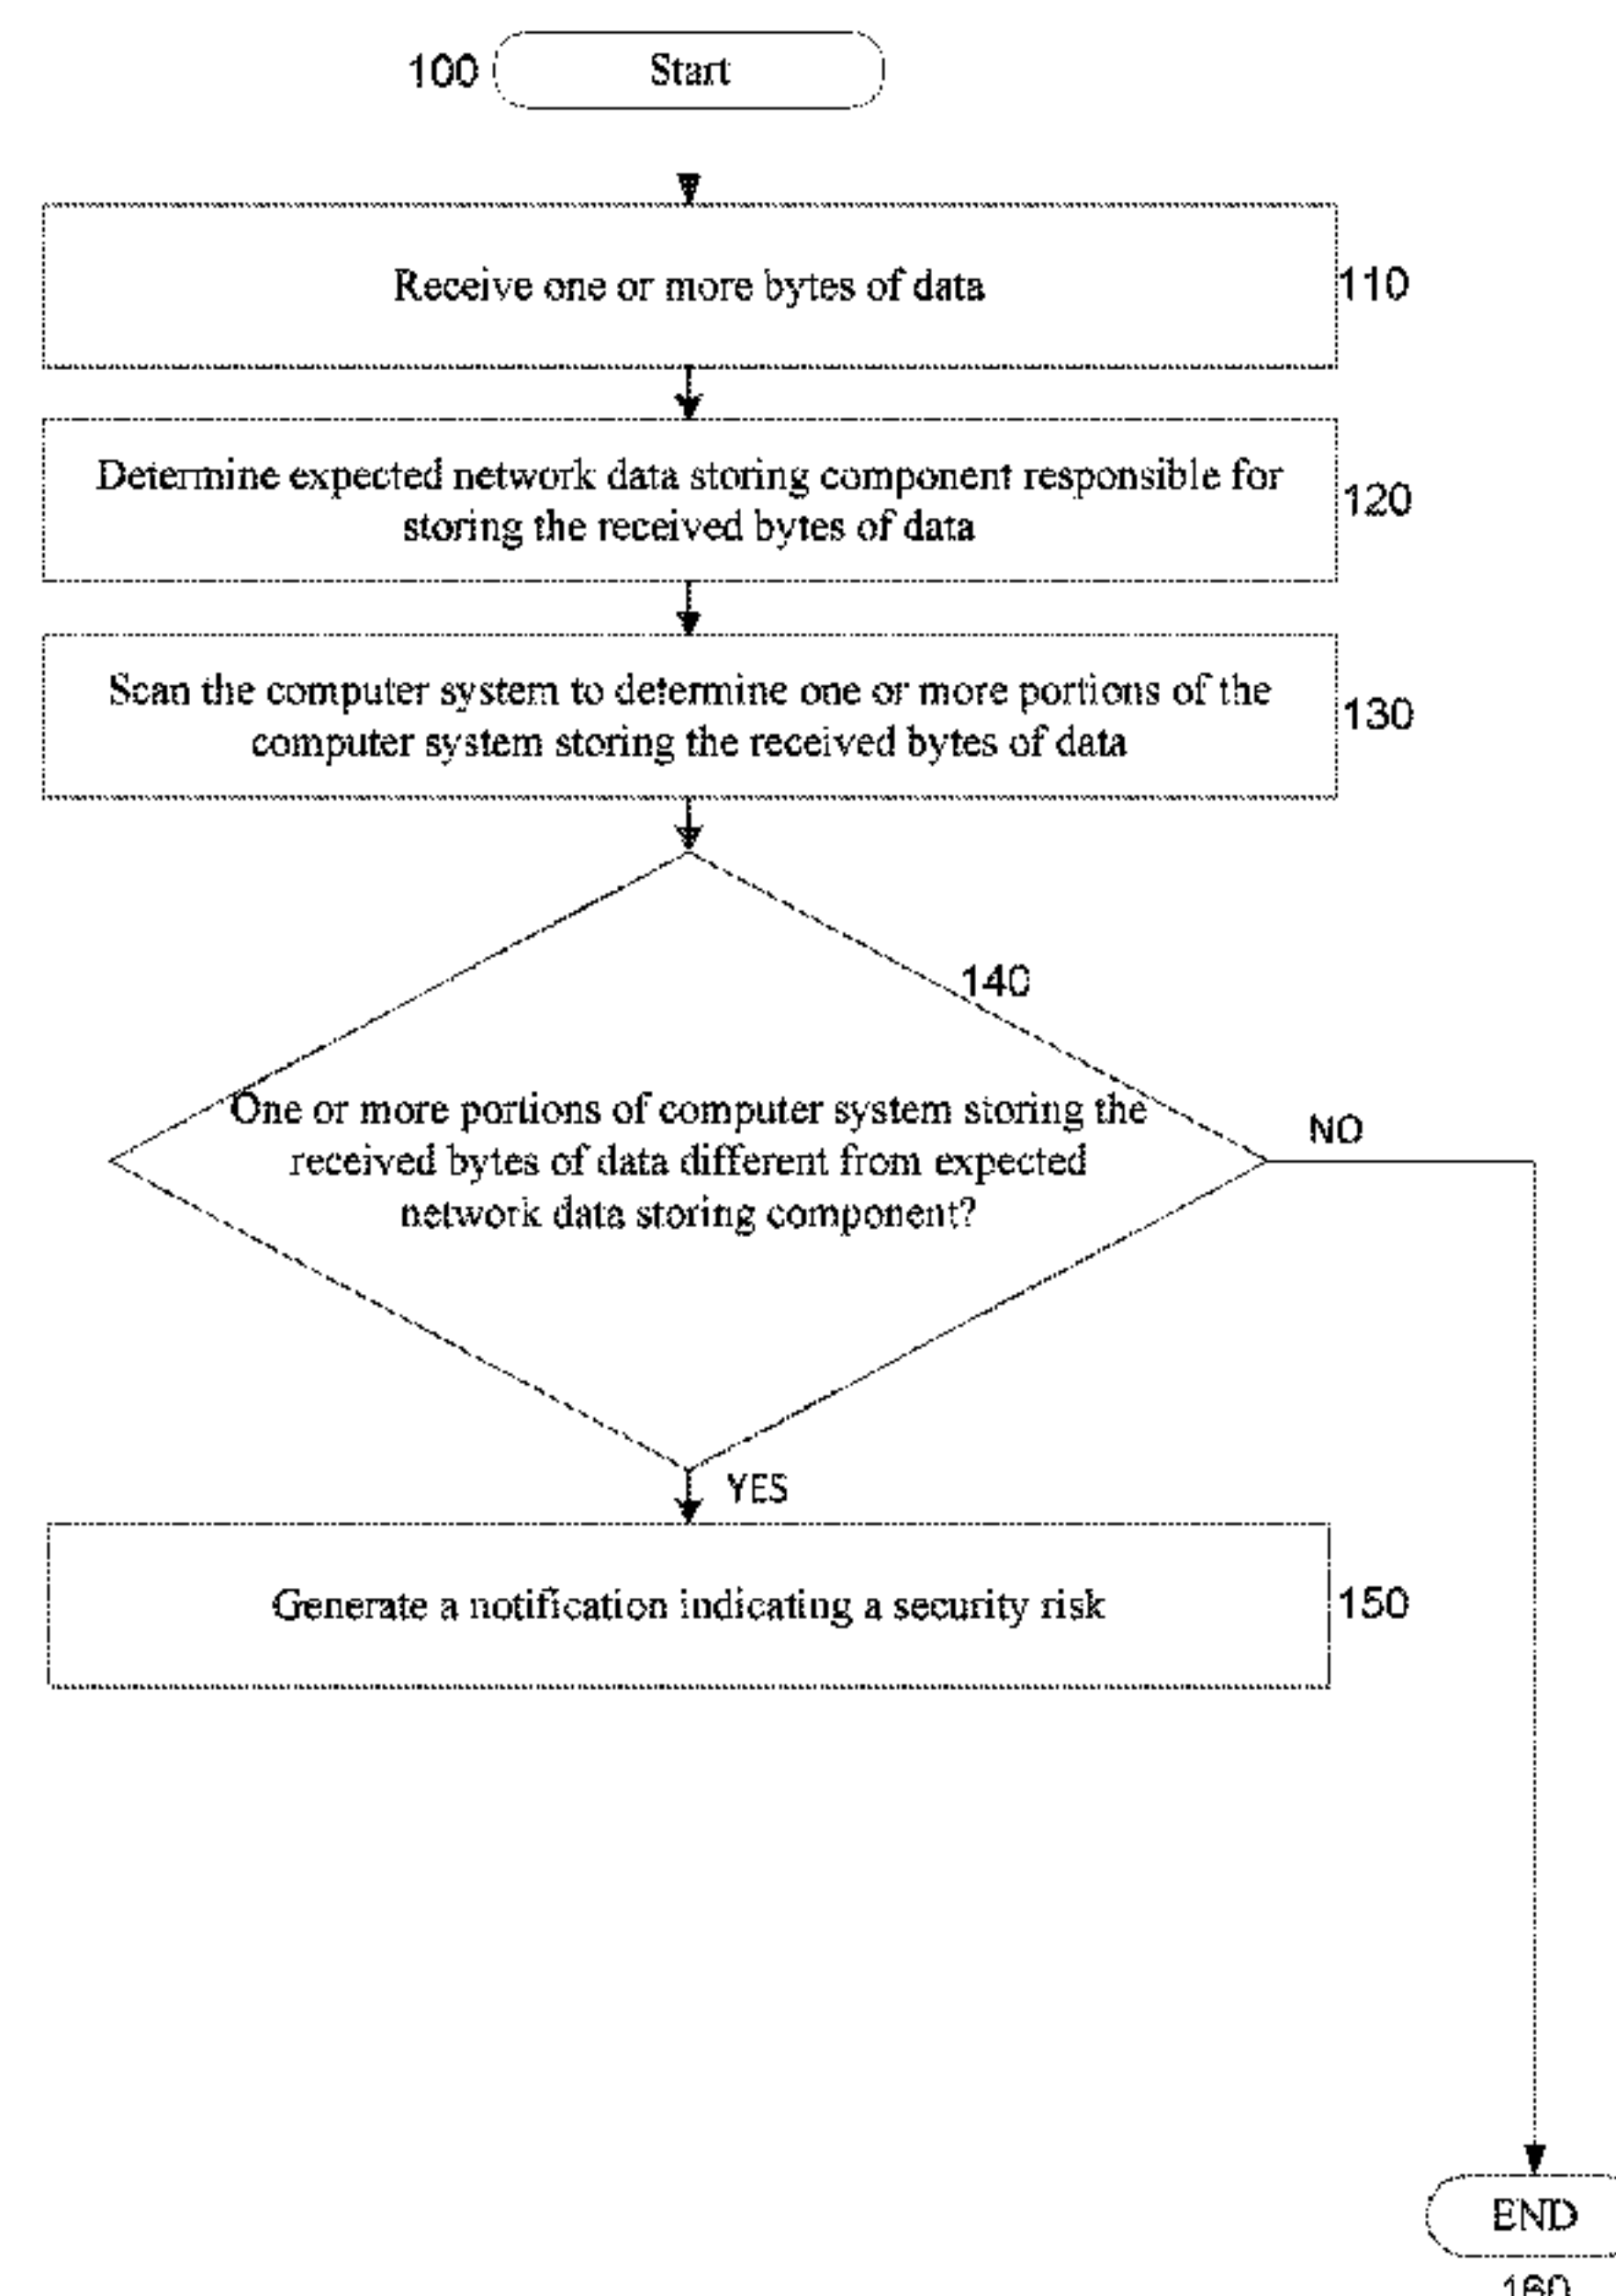 100
Start
Receive one or more bytes of data
110
Determine expected network data storing component responsible for
storing the received bytes of data
120
Scan the computer system to determine one or more portions of the
computer system storing the received bytes of data
130
140
One or more portions of computer system storing the
received bytes of data different from expected
network data storing component?
NO
YES
Generate a notification indicating a security risk
150
END
160